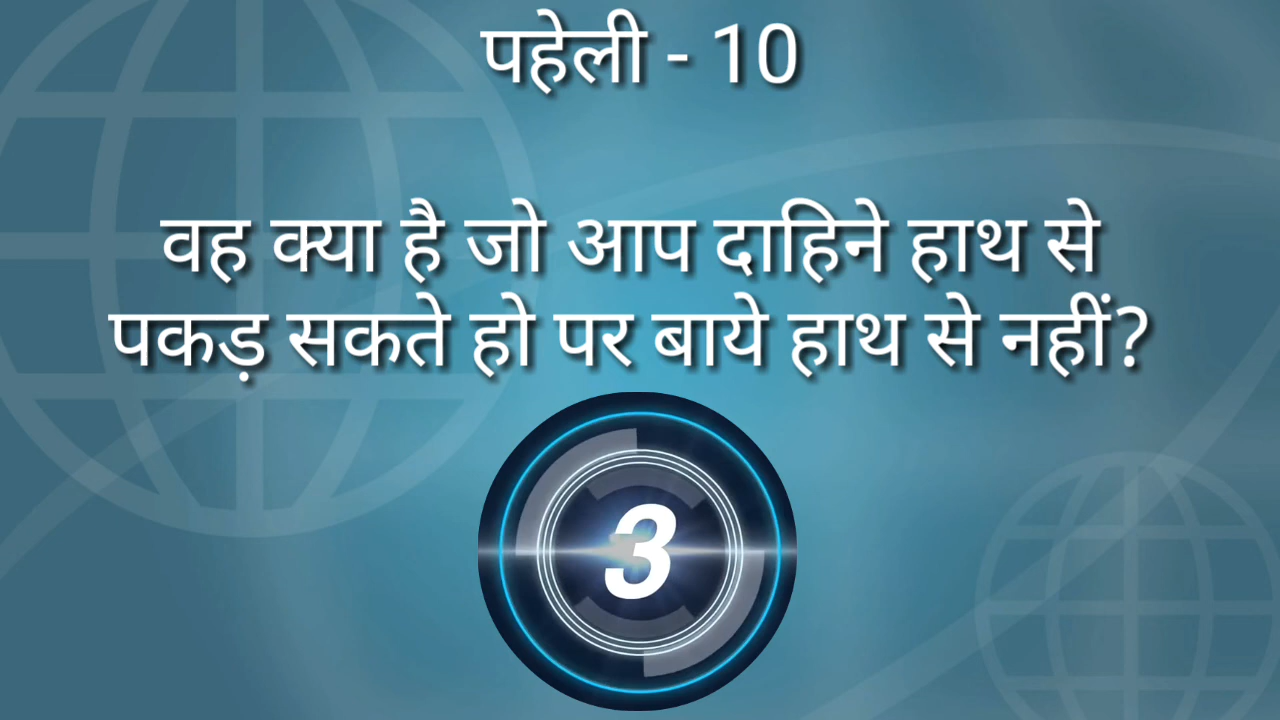 पहेली - 10
वह क्या है जो आप दाहिने हाथ से
पकड़ सकते हो पर बाये हाथ से नहीं?
3